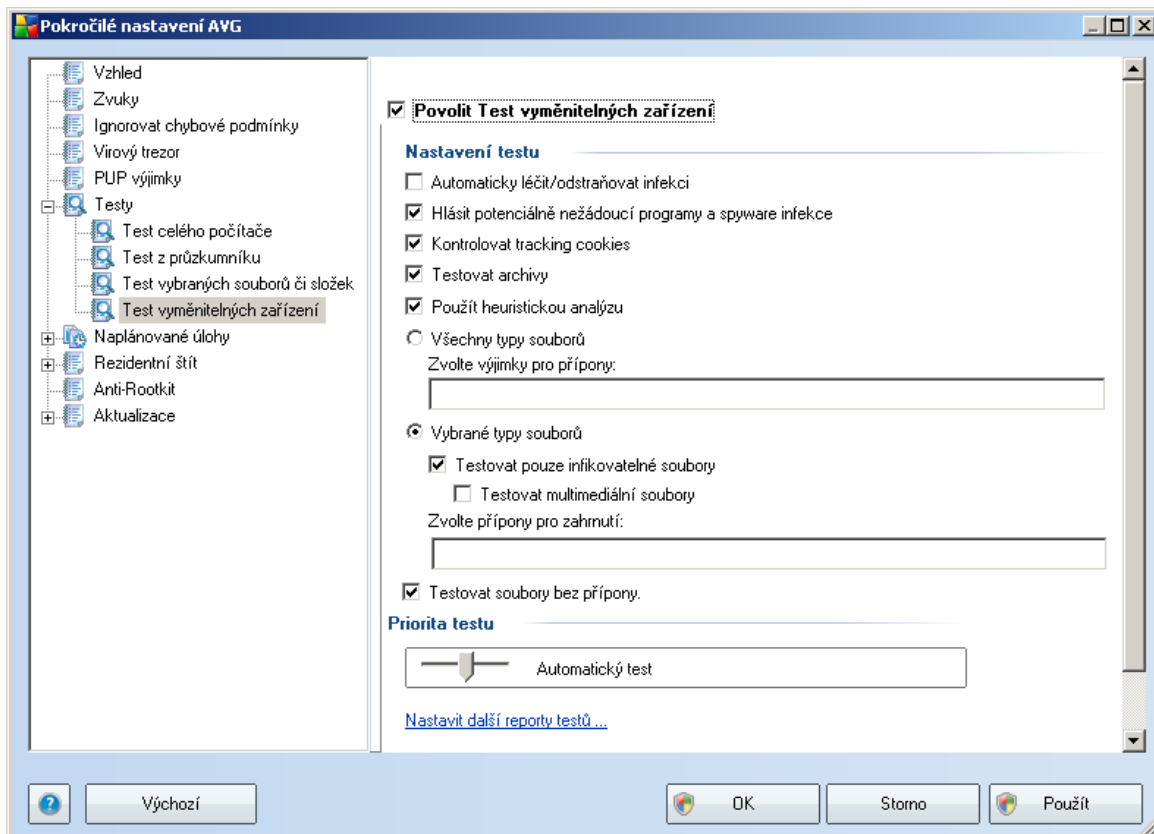 Pokročilé nastavení AVG
Vzhled
Zvuky
Ignorovat chybové podmínky
Virový trezor
PUP výjimky
Testy
Test celého počítače
Test z průzkumníku
Test vybraných souborů či složek
Test vyměnitelných zařízení
Naplánované úlohy
Rezidentní štít
Anti-Rootkit
Aktualizace
Povolit Test vyměnitelných zařízení
Nastavení testu
Automaticky léčit/odstraňovat infekci
Hlásit potenciálně nežádoucí programy a spyware infekce
Kontrolovat tracking cookies
Testovat archivy
Použít heuristickou analýzu
Všechny typy souborů
Zvolte výjimky pro přípony:
Vybrané typy souborů
Testovat pouze infikovatelné soubory
Testovat multimediální soubory
Zvolte přípony pro zahrnutí:
Testovat soubory bez přípony.
Priorita testu
Automatický test
Nastavit další reporty testů ...
? Výchozí OK Storno Použít